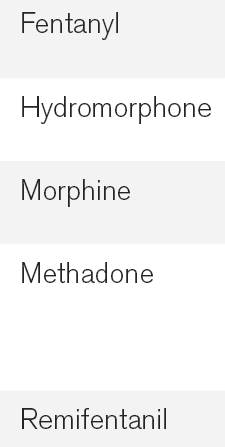 Fentanyl
Hydromorphone
Morphine
Methadone
Remifentanil